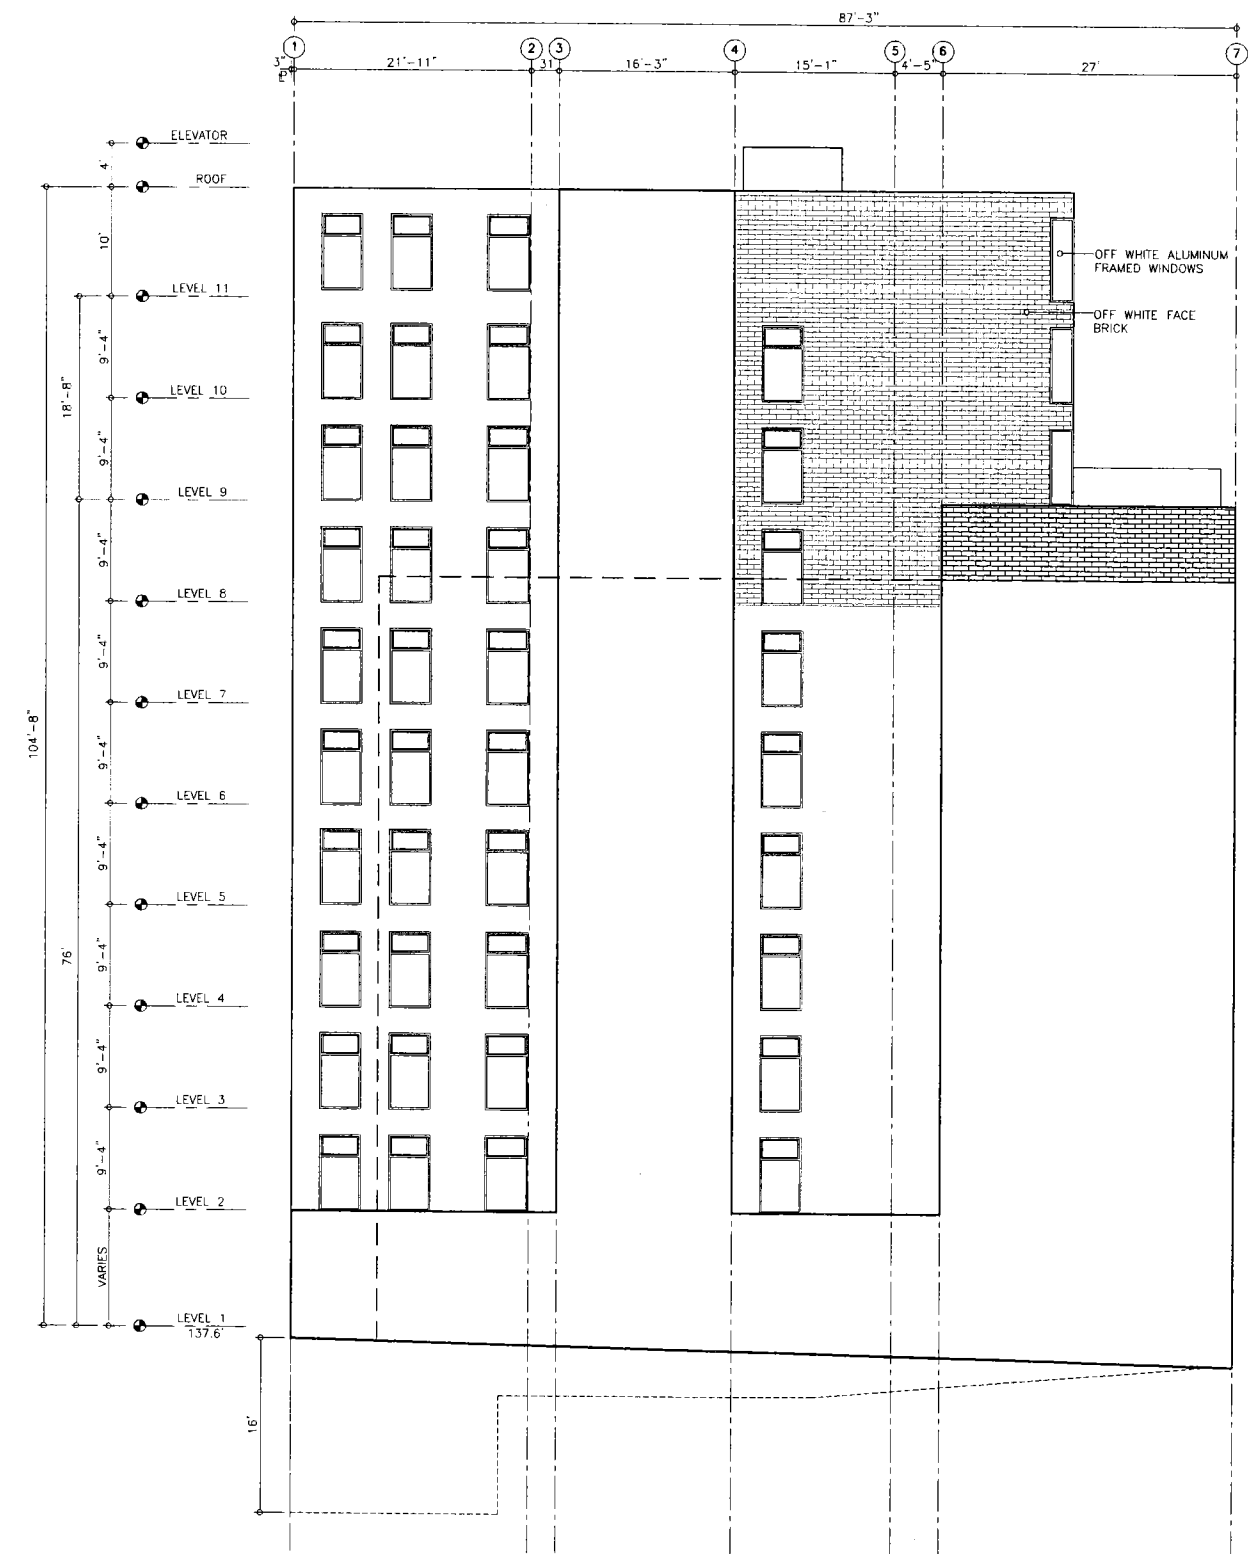 87'-3"
1 2 3 4 5 6 7
3" 21'-11" 31 16'-3" 15'-1" 4'-5" 27'
ELEVATOR
4'
ROOF
10'
OFF WHITE ALUMINUM
FRAMED WINDOWS
LEVEL 11
OFF WHITE FACE
BRICK
9'-4"
18'-8"
LEVEL 10
9'-4"
LEVEL 9
9'-4"
LEVEL 8
9'-4"
LEVEL 7
104'-8"
9'-4"
LEVEL 6
9'-4"
LEVEL 5
76'
9'-4"
LEVEL 4
9'-4"
LEVEL 3
9'-4"
LEVEL 2
VARIES
LEVEL 1
137.6'
16'